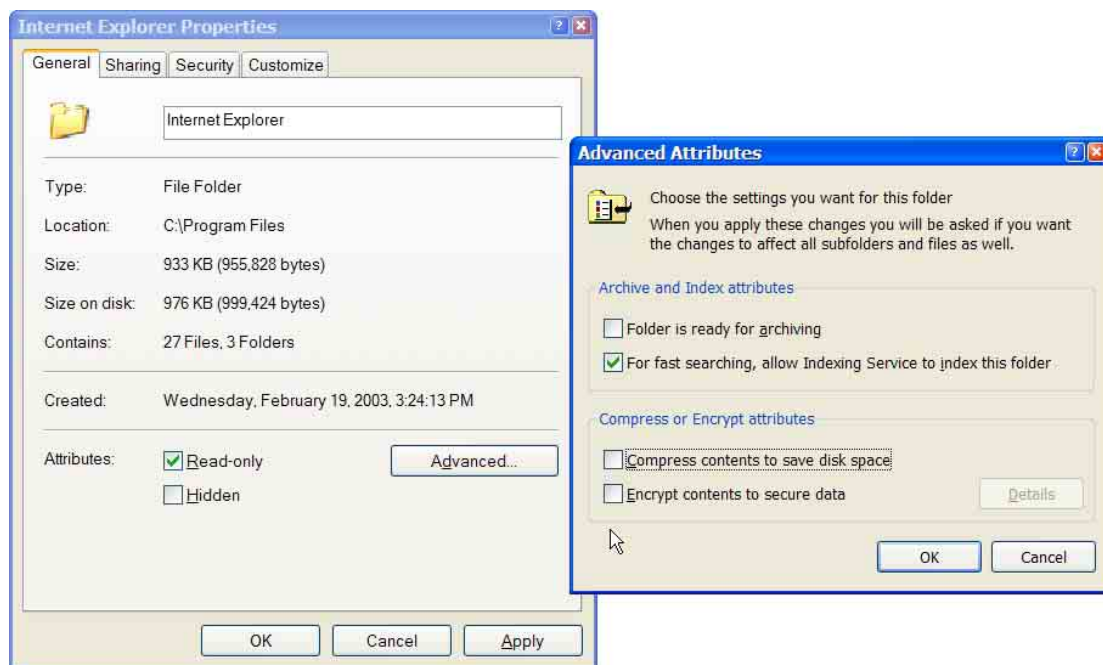 Internet Explorer Properties
General
Sharing
Security
Customize
Internet Explorer
Type: File Folder
Location: C:\Program Files
Size: 933 KB (955,828 bytes)
Size on disk: 976 KB (999,424 bytes)
Contains: 27 Files, 3 Folders
Created: Wednesday, February 19, 2003, 3:24:13 PM
Attributes: Read-only Advanced...
Hidden
OK Cancel Apply
Advanced Attributes
Choose the settings you want for this folder
When you apply these changes you will be asked if you want
the changes to affect all subfolders and files as well.
Archive and Index attributes
Folder is ready for archiving
For fast searching, allow Indexing Service to index this folder
Compress or Encrypt attributes
Compress contents to save disk space
Encrypt contents to secure data Details
OK Cancel